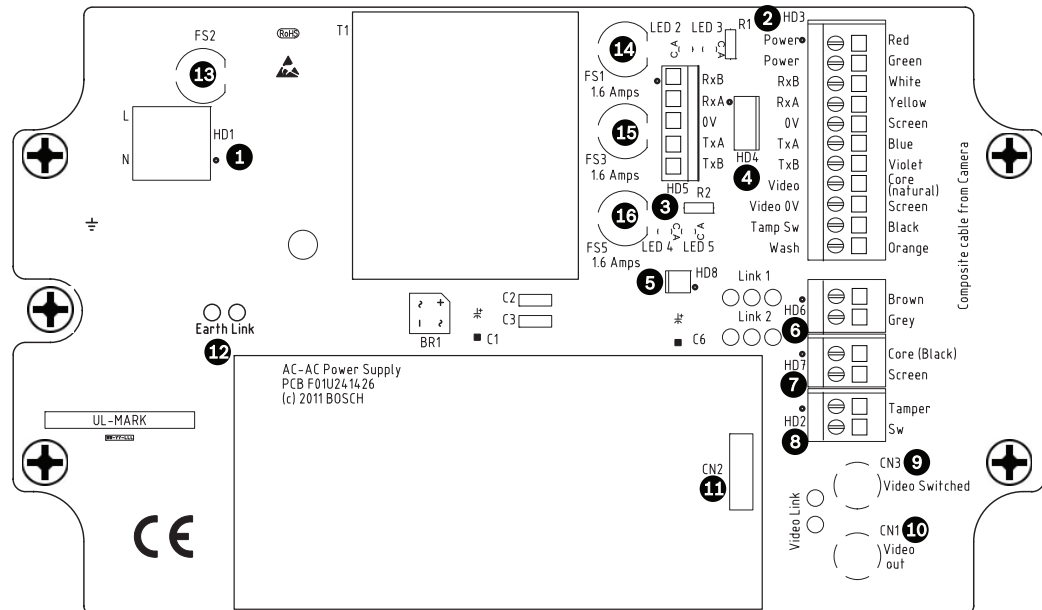 FS2
13
RoHS
T1
L
N
HD1
1
Earth Link
12
UL-MARK
CE
LED 2
LED 3
C A
C A
R1
14
FS1
1.6 Amps
15
FS3
1.6 Amps
16
FS5
1.6 Amps
RxB
RxA
0V
TxA
TxB
HD5
3
HD4
4
R2
LED 4
LED 5
C A
C A
5
HD8
2
HD3
Power
Red
Power
Green
RxB
White
RxA
Yellow
0V
Screen
TxA
Blue
TxB
Violet
Video
Core
(natural)
Video 0V
Screen
Tamp Sw
Black
Wash
Orange
Composite cable from Camera
Link 1
Link 2
HD6
6
Brown
Grey
HD7
7
Core (Black)
Screen
HD2
8
Tamper
Sw
BR1
C2
C3
C1
C6
AC-AC Power Supply
PCB F01U241426
(c) 2011 BOSCH
CN2
11
CN3
9
Video Switched
Video Link
CN1
10
Video
out